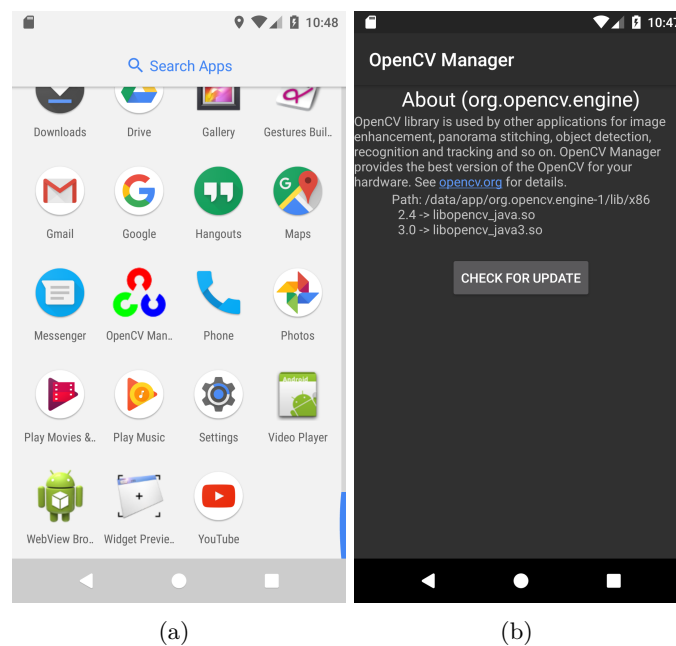 10:48
Search Apps
Downloads Drive Gallery Gestures Buil..
Gmail Google Hangouts Maps
Messenger OpenCV Man.. Phone Photos
Play Movies &.. Play Music Settings Video Player
WebView Bro.. Widget Previe.. YouTube
(a)
10:47
OpenCV Manager
About (org.opencv.engine)
OpenCV library is used by other applications for image
enhancement, panorama stitching, object detection,
recognition and tracking and so on. OpenCV Manager
provides the best version of the OpenCV for your
hardware. See opencv.org for details.
Path: /data/app/org.opencv.engine-1/lib/x86
2.4 -> libopencv_java.so
3.0 -> libopencv_java3.so
CHECK FOR UPDATE
(b)